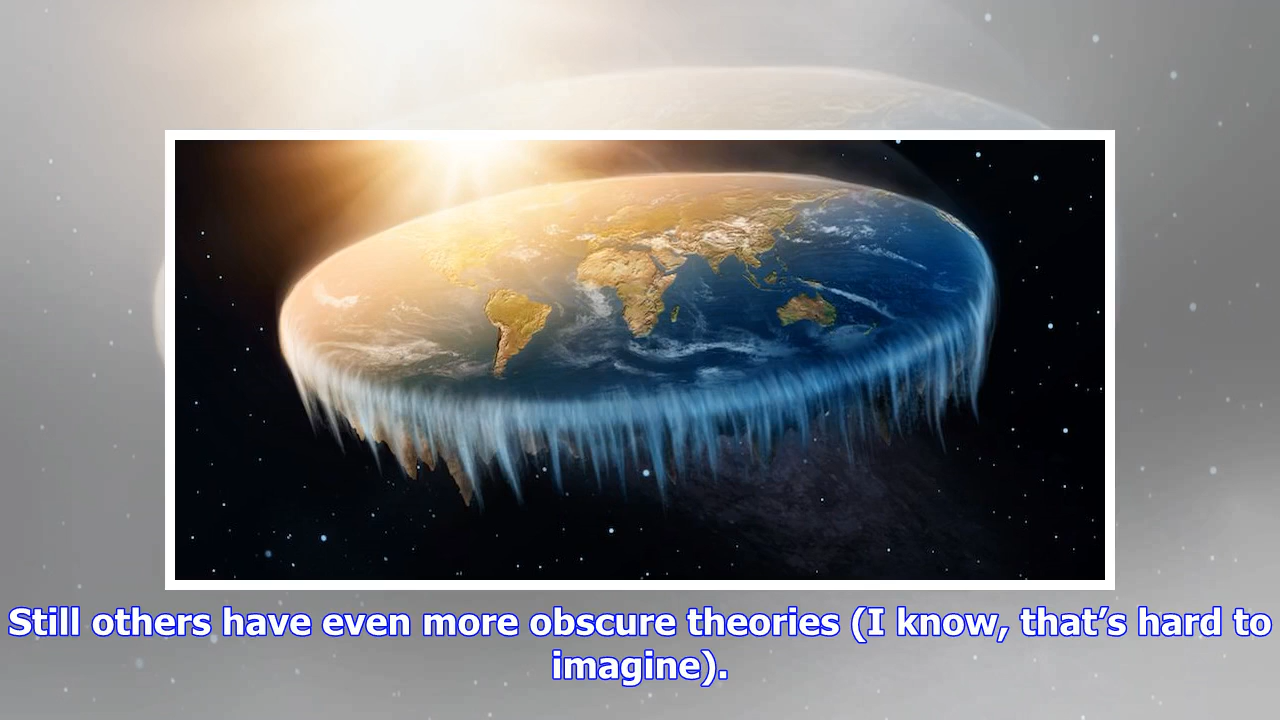 Still others have even more obscure theories (I know, that’s hard to
imagine).